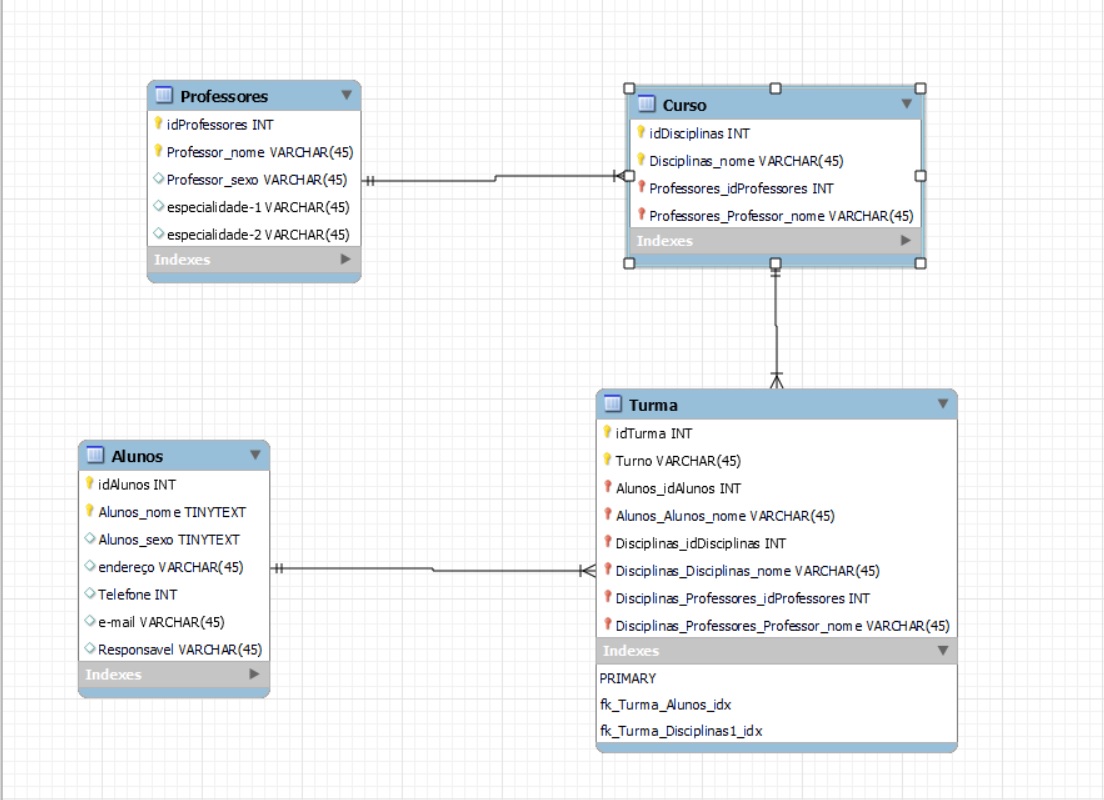 Professores
idProfessores INT
Professor_nome VARCHAR(45)
Professor_sexo VARCHAR(45)
especialidade-1 VARCHAR(45)
especialidade-2 VARCHAR(45)
Indexes
Curso
idDisciplinas INT
Disciplinas_nome VARCHAR(45)
Professores_idProfessores INT
Professores_Professor_nome VARCHAR(45)
Indexes
Alunos
idAlunos INT
Alunos_nome TINYTEXT
Alunos_sexo TINYTEXT
endereço VARCHAR(45)
Telefone INT
e-mail VARCHAR(45)
Responsavel VARCHAR(45)
Indexes
Turma
idTurma INT
Turno VARCHAR(45)
Alunos_idAlunos INT
Alunos_Alunos_nome VARCHAR(45)
Disciplinas_idDisciplinas INT
Disciplinas_Disciplinas_nome VARCHAR(45)
Disciplinas_Professores_idProfessores INT
Disciplinas_Professores_Professor_nome VARCHAR(45)
Indexes
PRIMARY
fk_Turma_Alunos_idx
fk_Turma_Disciplinas1_idx